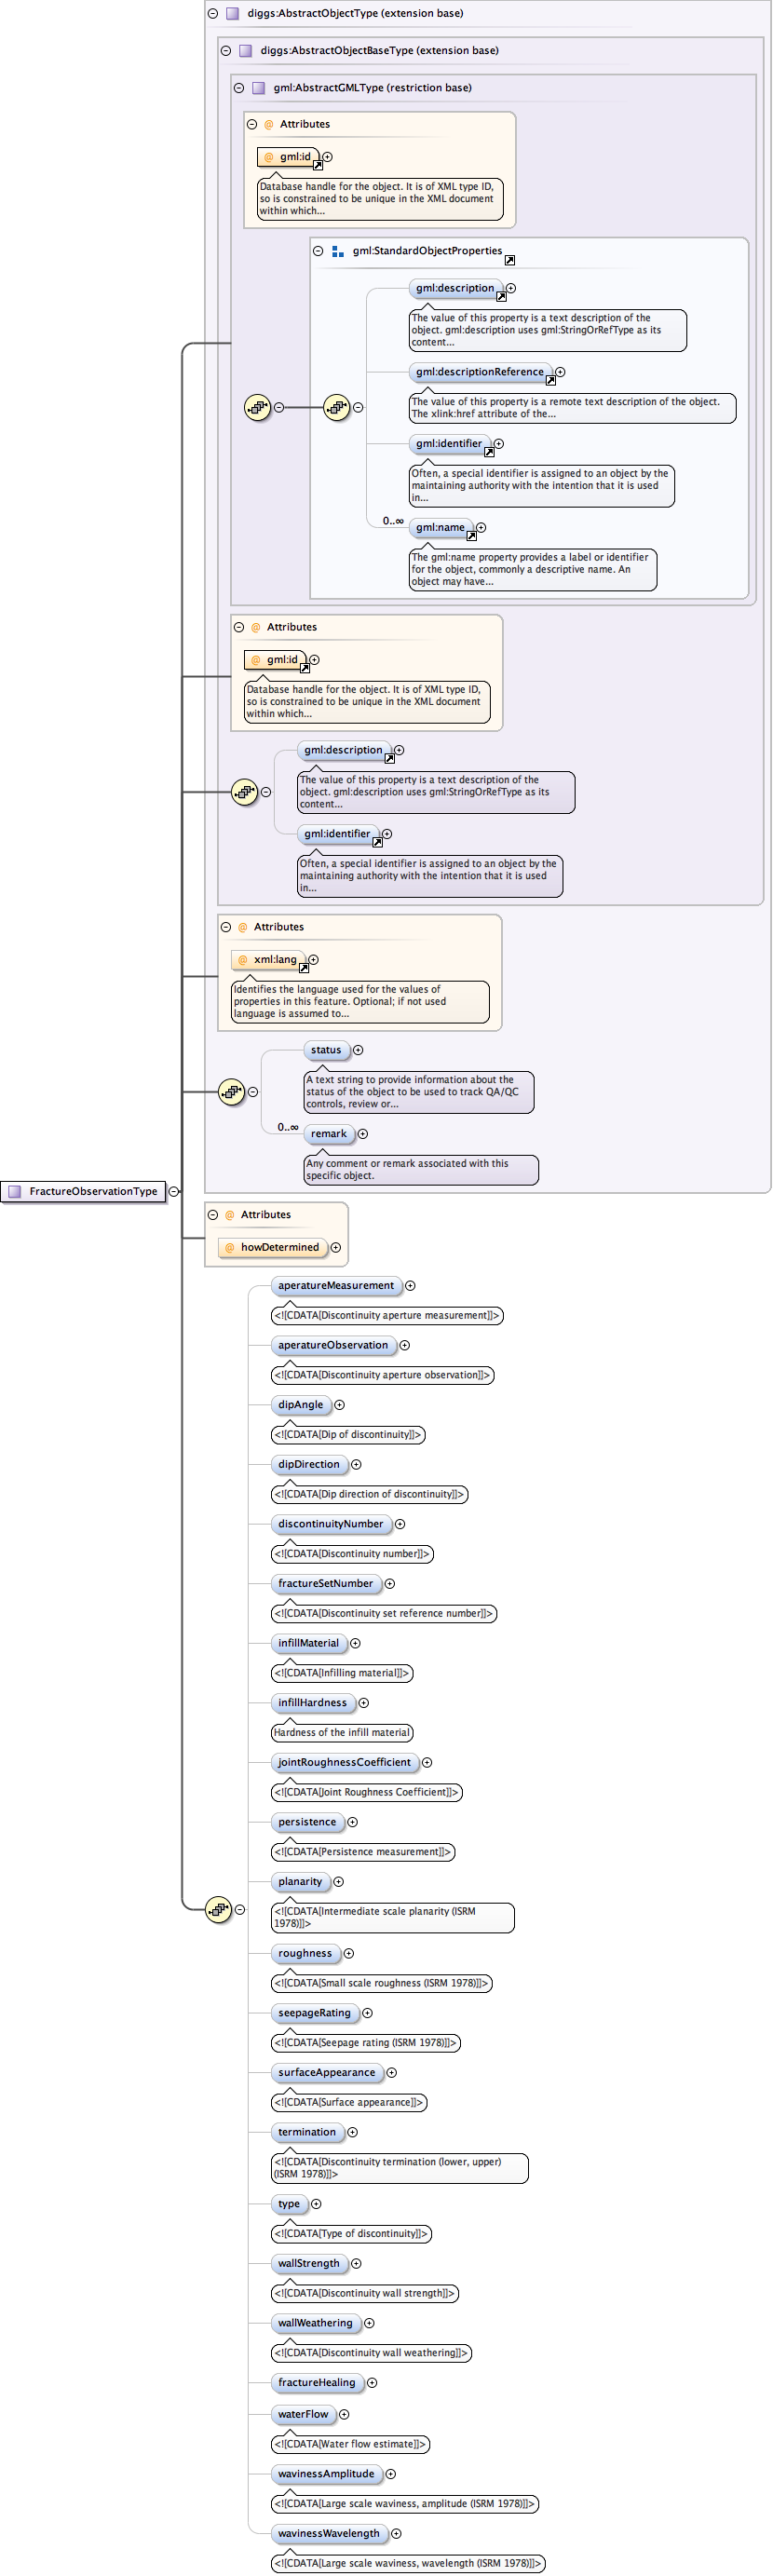 diggs:AbstractObjectType (extension base)
diggs:AbstractObjectBaseType (extension base)
gml:AbstractGMLType (restriction base)
@ Attributes
@ gml:id
Database handle for the object. It is of XML type ID,
so is constrained to be unique in the XML document
within which...
gml:StandardObjectProperties
gml:description
The value of this property is a text description of the
object. gml:description uses gml:StringOrRefType as its
content...
gml:descriptionReference
The value of this property is a remote text description of the object.
The xlink:href attribute of the...
gml:identifier
Often, a special identifier is assigned to an object by the
maintaining authority with the intention that it is used
in...
0..∞
gml:name
The gml:name property provides a label or identifier
for the object, commonly a descriptive name. An
object may have...
@ Attributes
@ gml:id
Database handle for the object. It is of XML type ID,
so is constrained to be unique in the XML document
within which...
gml:description
The value of this property is a text description of the
object. gml:description uses gml:StringOrRefType as its
content...
gml:identifier
Often, a special identifier is assigned to an object by the
maintaining authority with the intention that it is used
in...
@ Attributes
@ xml:lang
Identifies the language used for the values of
properties in this feature. Optional; if not used
language is assumed to...
status
A text string to provide information about the
status of the object to be used to track QA/QC
controls, review or...
0..∞
remark
Any comment or remark associated with this
specific object.
FractureObservationType
@ Attributes
@ howDetermined
aperatureMeasurement
<![CDATA[Discontinuity aperture measurement]]>
aperatureObservation
<![CDATA[Discontinuity aperture observation]]>
dipAngle
<![CDATA[Dip of discontinuity]]>
dipDirection
<![CDATA[Dip direction of discontinuity]]>
discontinuityNumber
<![CDATA[Discontinuity number]]>
fractureSetNumber
<![CDATA[Discontinuity set reference number]]>
infillMaterial
<![CDATA[Infilling material]]>
infillHardness
Hardness of the infill material
jointRoughnessCoefficient
<![CDATA[Joint Roughness Coefficient]]>
persistence
<![CDATA[Persistence measurement]]>
planarity
<![CDATA[Intermediate scale planarity (ISRM
1978)]]>
roughness
<![CDATA[Small scale roughness (ISRM 1978)]]>
seepageRating
<![CDATA[Seepage rating (ISRM 1978)]]>
surfaceAppearance
<![CDATA[Surface appearance]]>
termination
<![CDATA[Discontinuity termination (lower, upper)
(ISRM 1978)]]>
type
<![CDATA[Type of discontinuity]]>
wallStrength
<![CDATA[Discontinuity wall strength]]>
wallWeathering
<![CDATA[Discontinuity wall weathering]]>
fractureHealing
waterFlow
<![CDATA[Water flow estimate]]>
wavinessAmplitude
<![CDATA[Large scale waviness, amplitude (ISRM 1978)]]>
wavinessWavelength
<![CDATA[Large scale waviness, wavelength (ISRM 1978)]]>